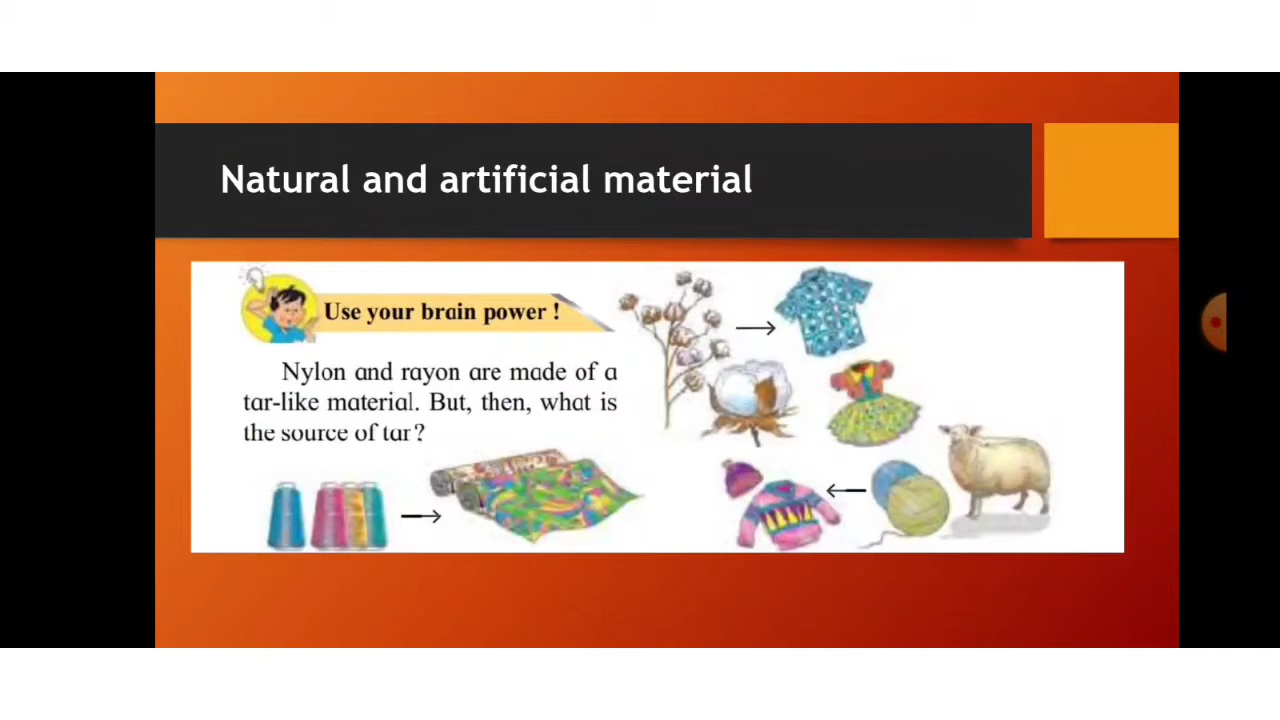 Natural and artificial material
Use your brain power !
Nylon and rayon are made of a
tar-like material. But, then, what is
the source of tar?